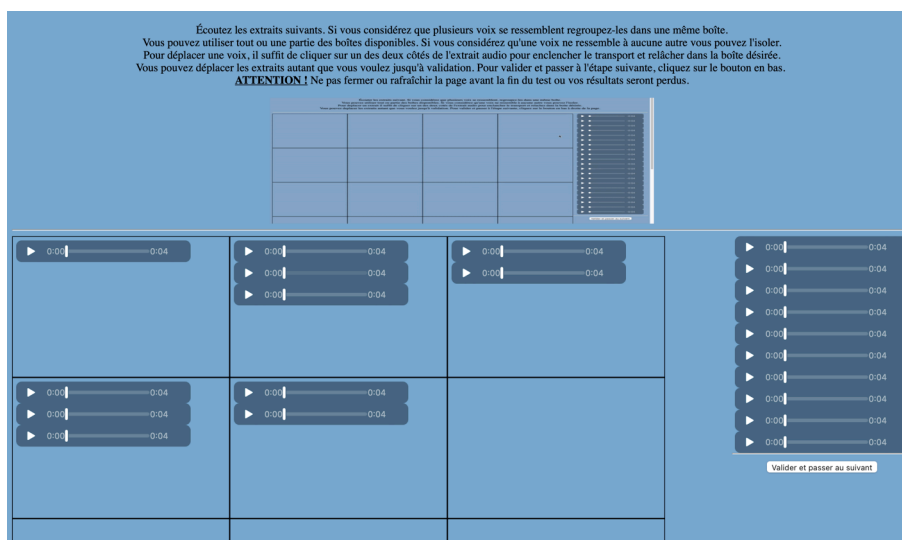 Écoutez les extraits suivants. Si vous considérez que plusieurs voix se ressemblent regroupez-les dans une même boîte.
Vous pouvez utiliser tout ou une partie des boîtes disponibles. Si vous considérez qu'une voix ne ressemble à aucune autre vous pouvez l'isoler.
Pour déplacer une voix, il suffit de cliquer sur un des deux côtés de l'extrait audio pour enclencher le transport et relâcher dans la boîte désirée.
Vous pouvez déplacer les extraits autant que vous voulez jusqu'à validation. Pour valider et passer à l'étape suivante, cliquez sur le bouton en bas.
ATTENTION ! Ne pas fermer ou rafraîchir la page avant la fin du test ou vos résultats seront perdus.
0:00 0:04 0:00 0:04 0:00 0:04 0:00 0:04
0:00 0:04 0:00 0:04 0:00 0:04
0:00 0:04 0:00 0:04
0:00 0:04
0:00 0:04
0:00 0:04
0:00 0:04 0:00 0:04 0:00 0:04
0:00 0:04 0:00 0:04 0:00 0:04
0:00 0:04 0:00 0:04
0:00 0:04
Valider et passer au suivant